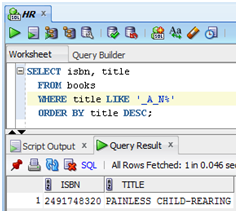 HR
SQL
Worksheet Query Builder
SELECT isbn, title
FROM books
WHERE title LIKE '_A_N%'
ORDER BY title DESC;
Script Output Query Result
SQL All Rows Fetched: 1 in 0.046 sec
ISBN TITLE
1 2491748320 PAINLESS CHILD-REARING